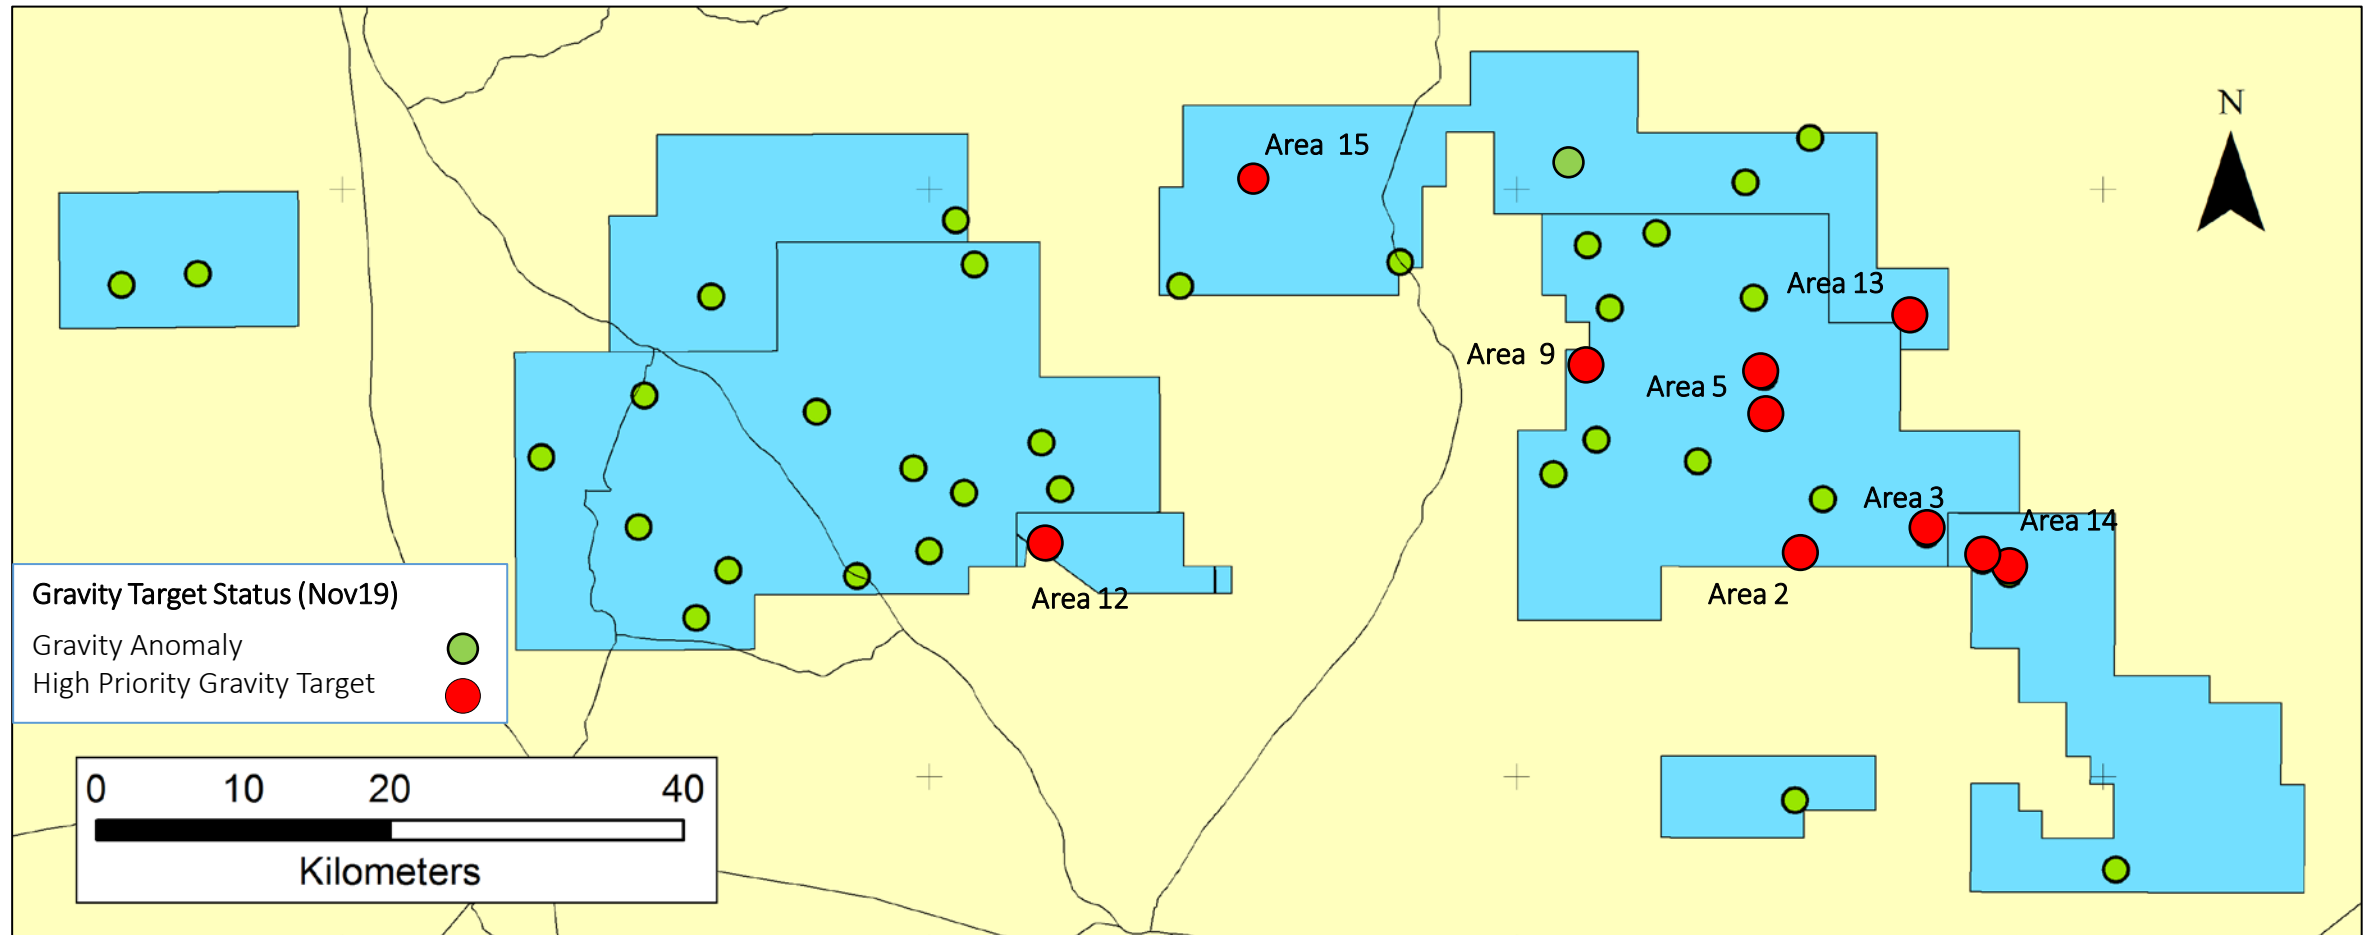 N
Area 15
Area 13
Area 9
Area 5
Area 3
Area 14
Area 2
Area 12
Gravity Target Status (Nov19)
Gravity Anomaly
High Priority Gravity Target
0 10 20 40
Kilometers